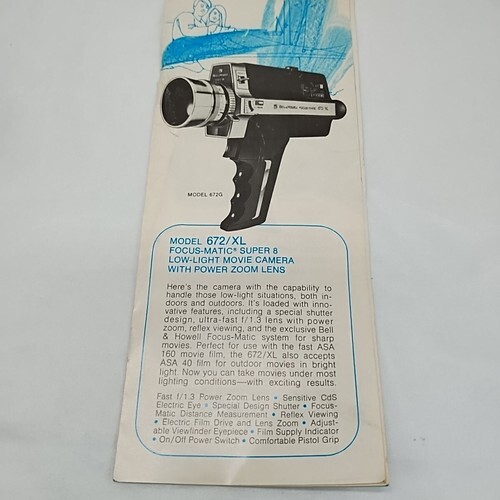 MODEL 672G
MODEL 672/XL
FOCUS-MATIC® SUPER 8
LOW-LIGHT MOVIE CAMERA
WITH POWER ZOOM LENS
Here's the camera with the capability to
handle those low-light situations, both in-
doors and outdoors. It's loaded with inno-
vative features, including a special shutter
design, ultra-fast f/1.3 lens with power
zoom, reflex viewing, and the exclusive Bell
& Howell Focus-Matic system for sharp
movies. Perfect for use with the fast ASA
160 movie film, the 672/XL also accepts
ASA 40 film for outdoor movies in bright
light. Now you can take movies under most
lighting conditions—with exciting results.
Fast f/1.3 Power Zoom Lens • Sensitive CdS
Electric Eye • Special Design Shutter • Focus-
Matic Distance Measurement • Reflex Viewing
• Electric Film Drive and Lens Zoom • Adjust-
able Viewfinder Eyepiece • Film Supply Indicator
• On/Off Power Switch • Comfortable Pistol Grip